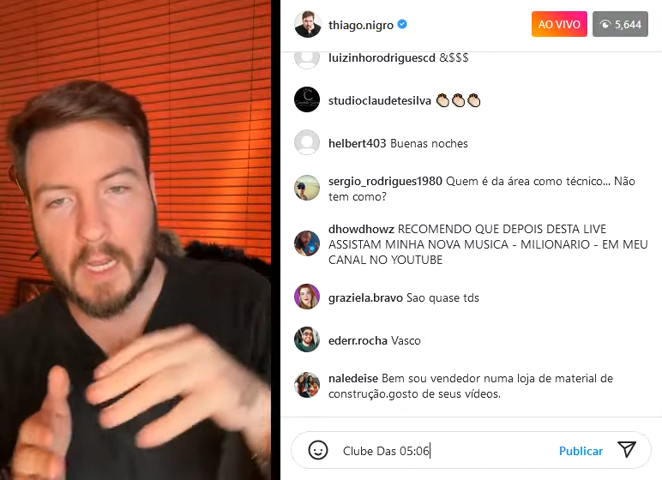 thiago.nigro
AO VIVO
5,644
luizinhorodriguescd &$$$
studioclaudetesilva 👏🏻👏🏻👏🏻
helbert403 Buenas noches
sergio_rodrigues1980 Quem é da área como técnico... Não
tem como?
dhowdhowz RECOMENDO QUE DEPOIS DESTA LIVE
ASSISTAM MINHA NOVA MUSICA - MILIONARIO - EM MEU
CANAL NO YOUTUBE
graziela.bravo Sao quase tds
ederr.rocha Vasco
naledeise Bem sou vendedor numa loja de material de
construção.gosto de seus vídeos.
Clube Das 05:06
Publicar